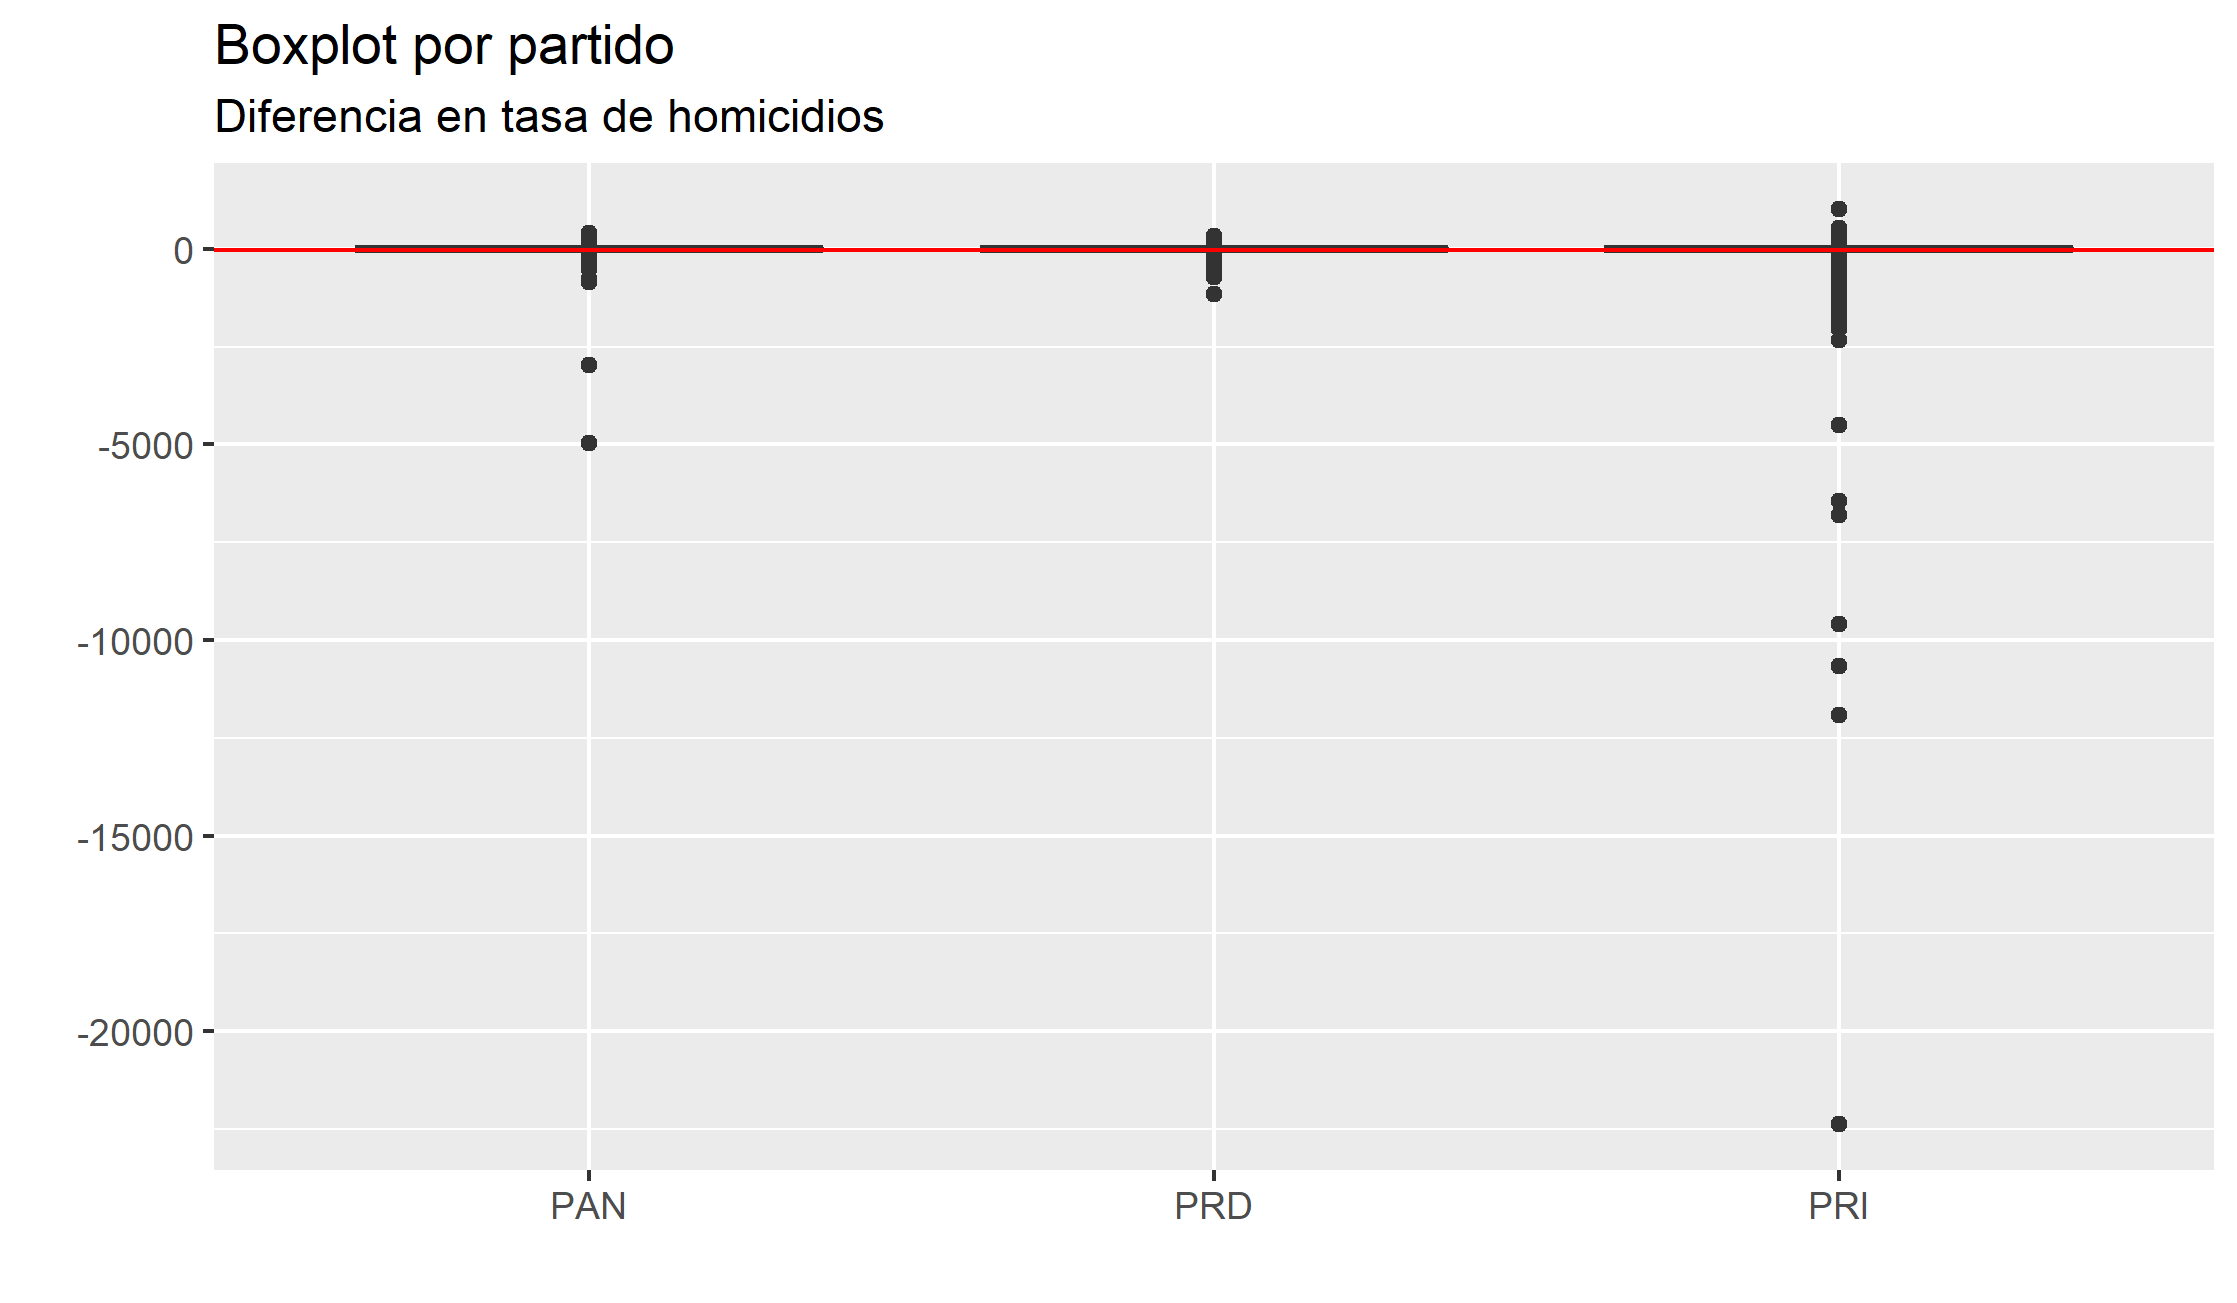 Boxplot por partido
Diferencia en tasa de homicidios
0
-5000
-10000
-15000
-20000
PAN PRD PRI